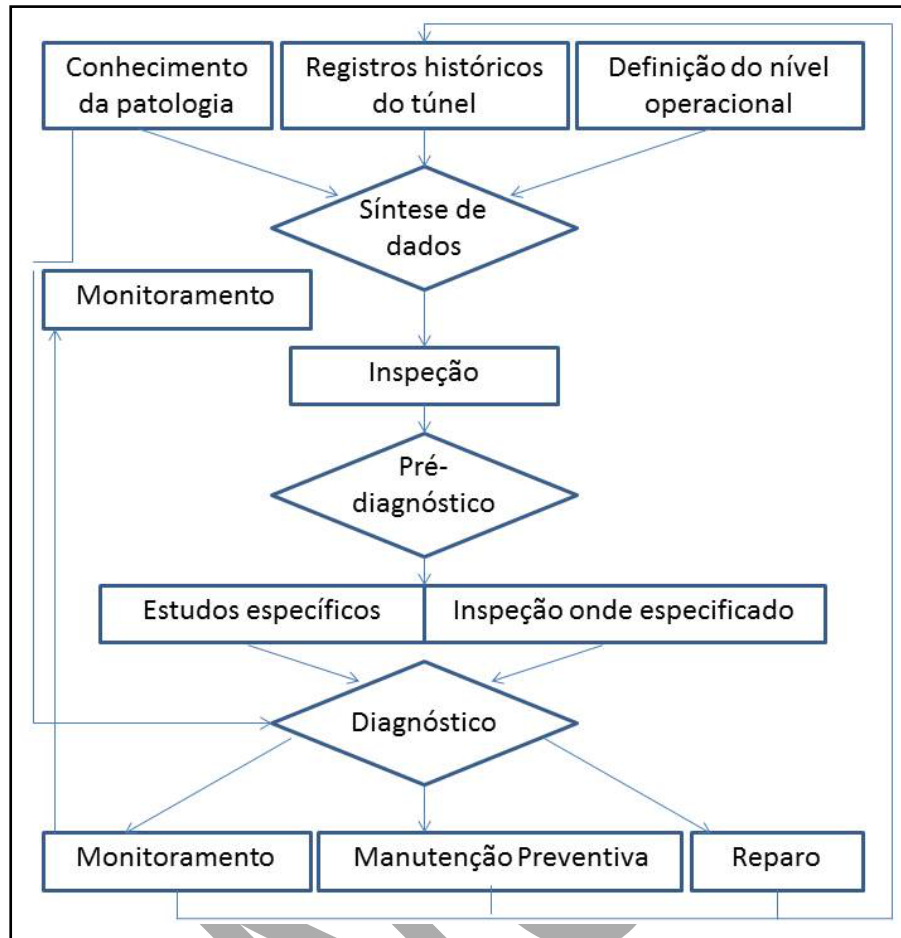 Conhecimento
da patologia
Registros históricos
do túnel
Definição do nível
operacional
Síntese de
dados
Monitoramento
Inspeção
Pré-
diagnóstico
Estudos específicos
Inspeção onde especificado
Diagnóstico
Monitoramento
Manutenção Preventiva
Reparo